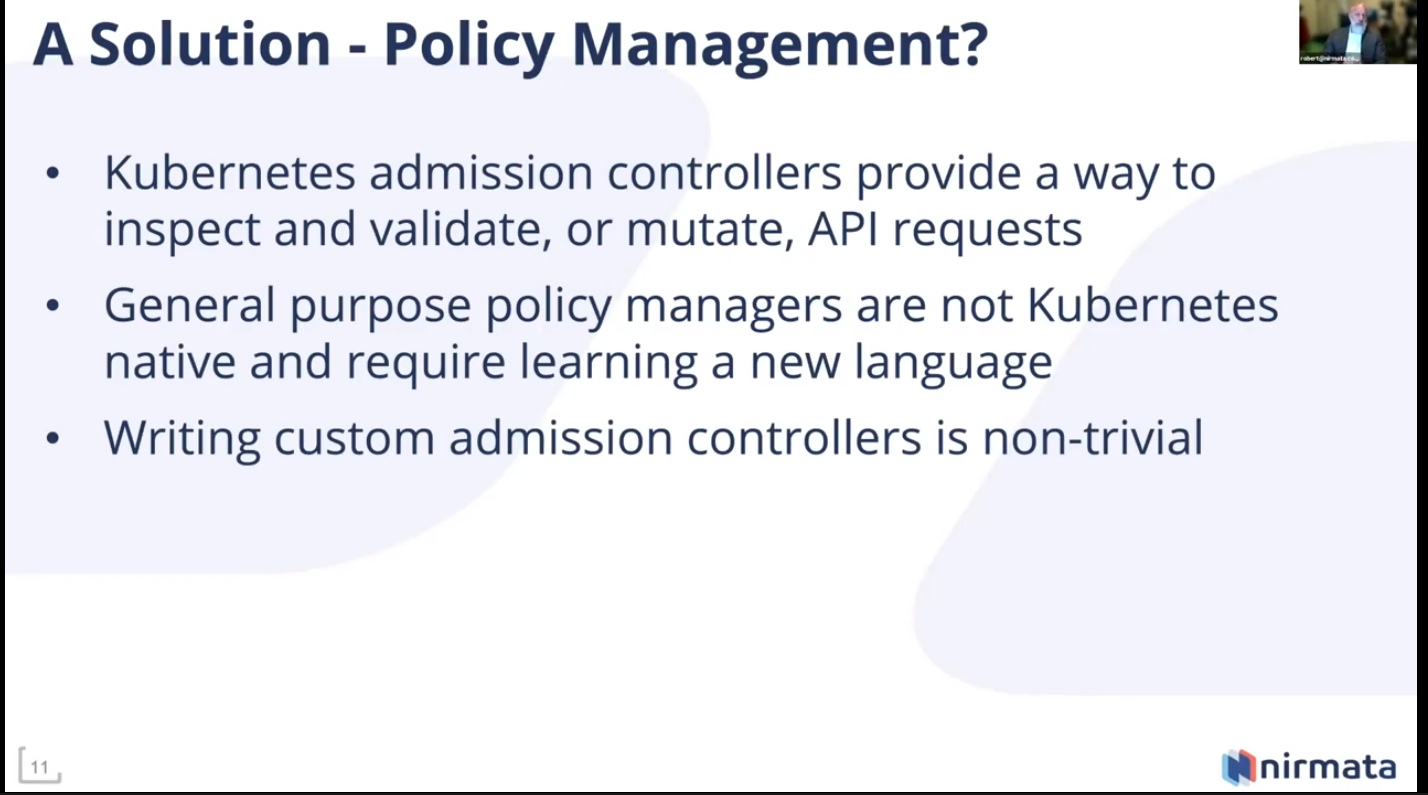 A Solution - Policy Management?
• Kubernetes admission controllers provide a way to
inspect and validate, or mutate, API requests
• General purpose policy managers are not Kubernetes
native and require learning a new language
• Writing custom admission controllers is non-trivial
11
nirmata